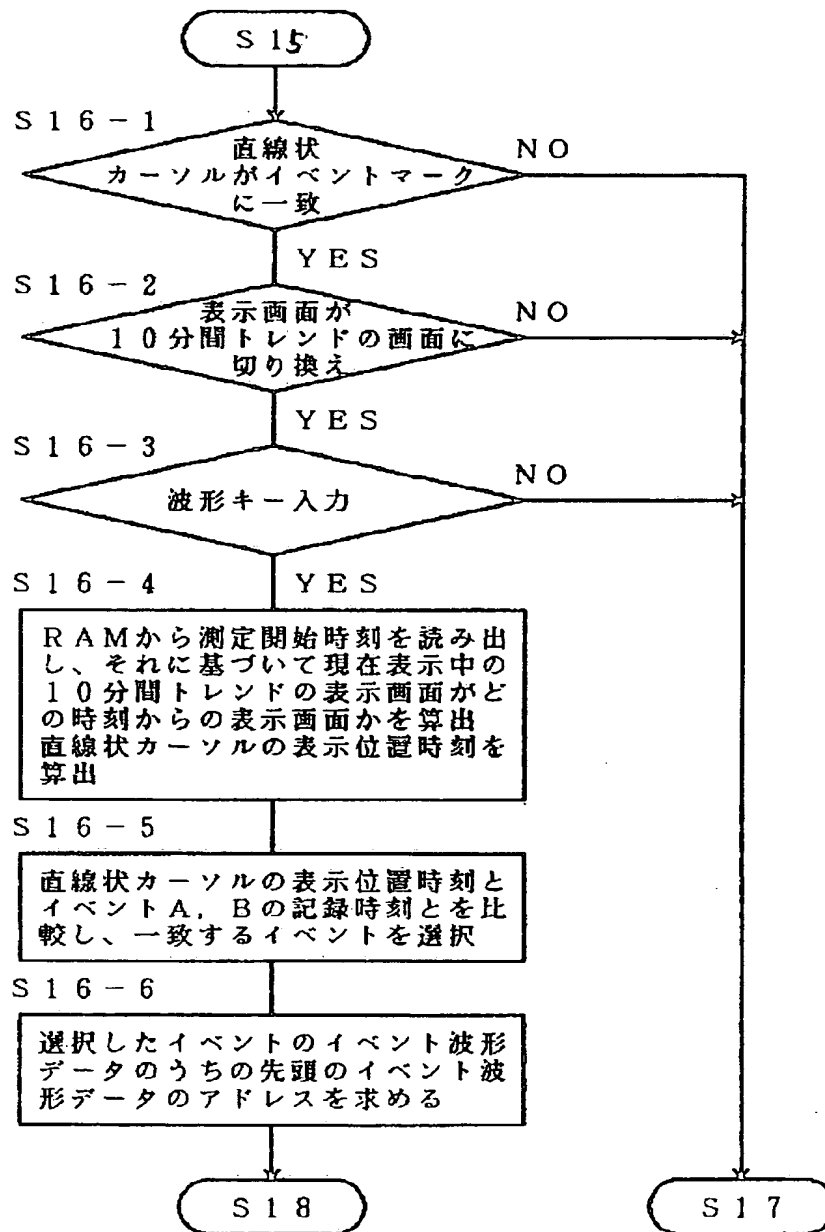 S15
S16-1
直線状
カーソルがイベントマーク
に一致
NO
YES
S16-2
表示画面が
10分間トレンドの画面に
切り換え
NO
YES
S16-3
波形キー入力
NO
S16-4
YES
RAMから測定開始時刻を読み出
し、それに基づいて現在表示中の
10分間トレンドの表示画面がど
の時刻からの表示画面かを算出
直線状カーソルの表示位置時刻を
算出
S16-5
直線状カーソルの表示位置時刻と
イベントA，Bの記録時刻とを比
較し、一致するイベントを選択
S16-6
選択したイベントのイベント波形
データのうちの先頭のイベント波
形データのアドレスを求める
S18
S17